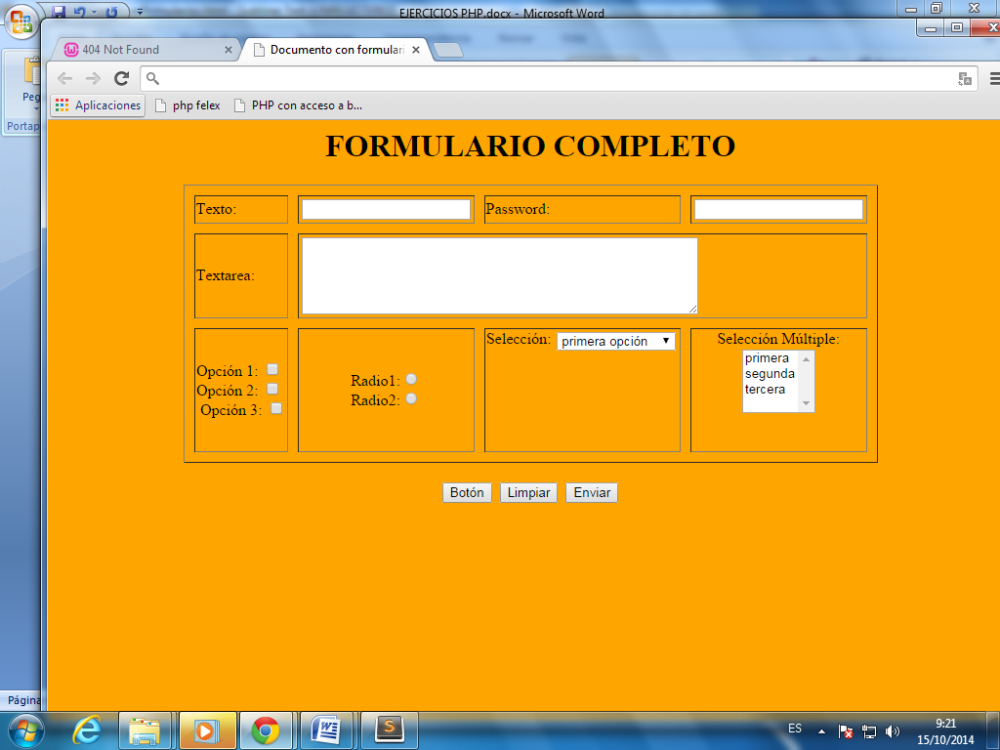 EJERCICIOS PHP.docx - Microsoft Word
404 Not Found
Documento con formulari
Aplicaciones
php felex
PHP con acceso a b...
Peg
Portap
FORMULARIO COMPLETO
Texto:
Password:
Textarea:
Opción 1:
Opción 2:
Opción 3:
Radio1:
Radio2:
Selección:
primera opción
Selección Múltiple:
primera
segunda
tercera
Botón
Limpiar
Enviar
Página
ES
9:21
15/10/2014